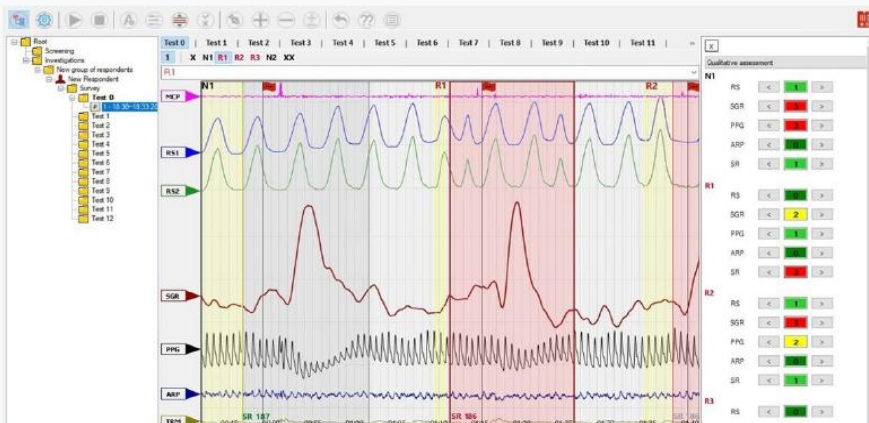 Root
Screening
Investigations
New group of respondents
New Respondent
Survey
Test 0
Test 1
Test 2
Test 3
Test 4
Test 5
Test 6
Test 7
Test 8
Test 9
Test 10
Test 11
Test 12
Test 0 | Test 1 | Test 2 | Test 3 | Test 4 | Test 5 | Test 6 | Test 7 | Test 8 | Test 9 | Test 10 | Test 11 |
1 X N1 R1 R2 R3 N2 XX
R1
N1 R1 R2
MCP
RS1
RS2
SGR
PPG
ARP
TRM
SR 187 SR 186
x
Qualitative assessment
N1
RS < 1 >
SGR < 3 >
PPG < 3 >
ARP < 0 >
SR < 1 >
R1
RS < 0 >
SGR < 2 >
PPG < 1 >
ARP < 0 >
SR < 3 >
R2
RS < 1 >
SGR < 3 >
PPG < 2 >
ARP < 0 >
SR < 1 >
R3
RS < 0 >